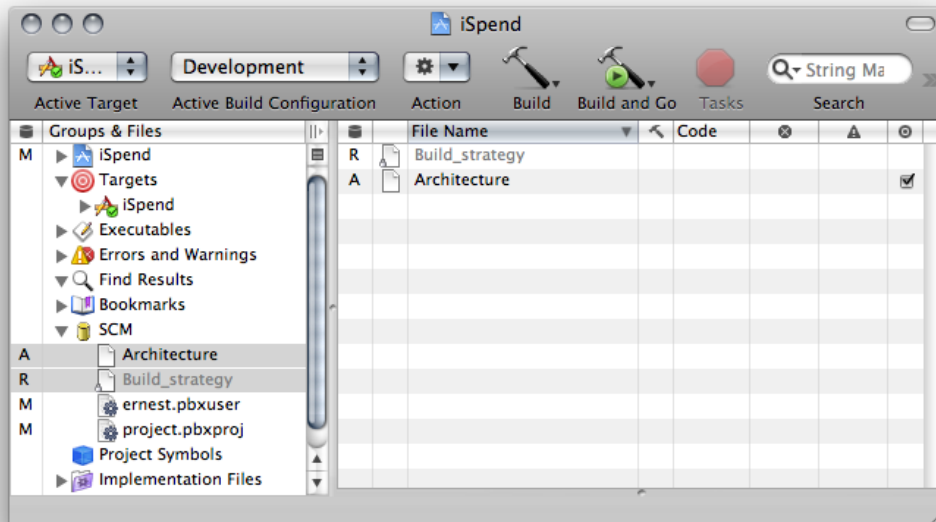 iSpend
iS... Development String Ma
Active Target Active Build Configuration Action Build Build and Go Tasks Search
Groups & Files File Name Code
M iSpend R Build_strategy
Targets A Architecture
iSpend
Executables
Errors and Warnings
Find Results
Bookmarks
SCM
A Architecture
R Build_strategy
M ernest.pbxuser
M project.pbxproj
Project Symbols
Implementation Files